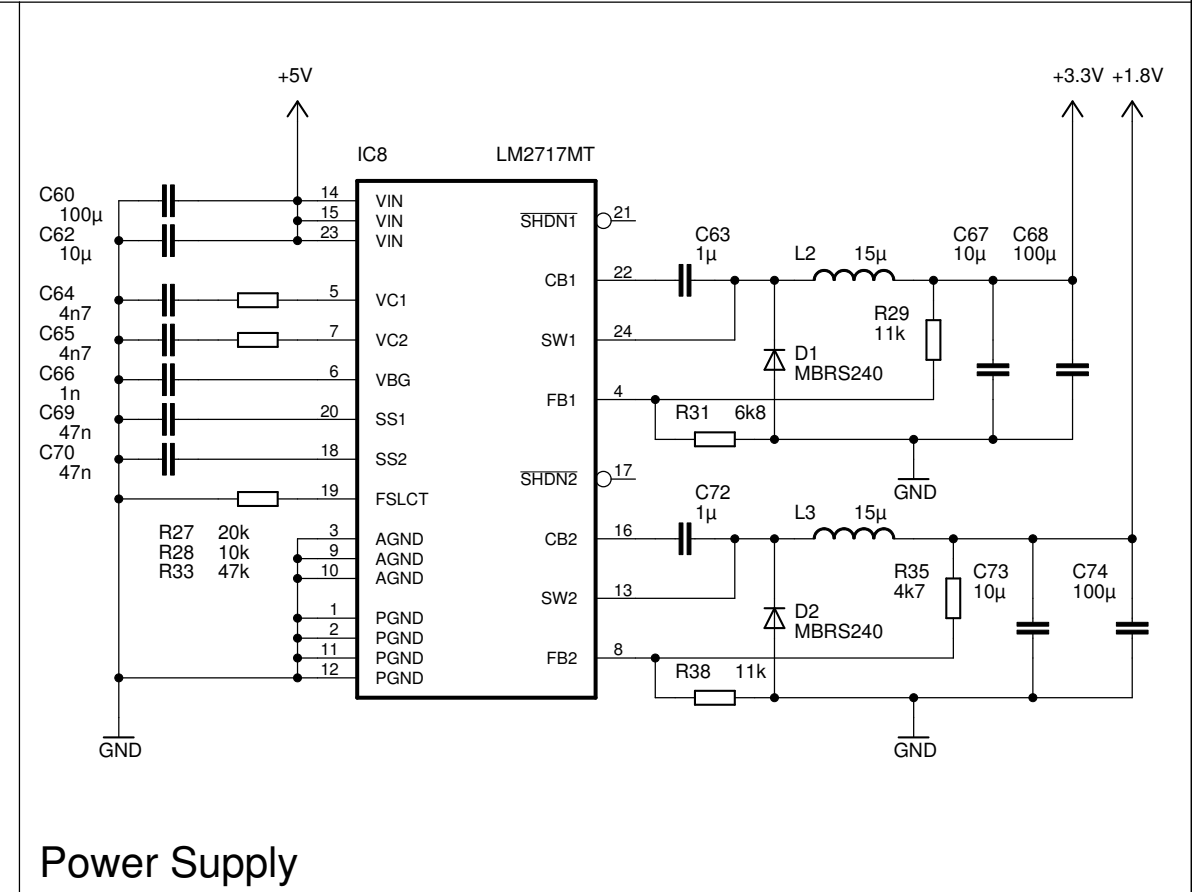 +5V
+3.3V +1.8V
IC8 LM2717MT
C60
100µ
C62
10µ
C64
4n7
C65
4n7
C66
1n
C69
47n
C70
47n
R27 20k
R28 10k
R33 47k
GND
14 VIN
15 VIN
23 VIN
5 VC1
7 VC2
6 VBG
20 SS1
18 SS2
19 FSLCT
3 AGND
9 AGND
10 AGND
1 PGND
2 PGND
11 PGND
12 PGND
SHDN1 21
CB1 22
SW1 24
FB1 4
SHDN2 17
CB2 16
SW2 13
FB2 8
C63
1µ
L2 15µ
C67
10µ
C68
100µ
R29
11k
D1
MBRS240
R31 6k8
GND
C72
1µ
L3 15µ
R35
4k7
C73
10µ
C74
100µ
D2
MBRS240
R38 11k
GND
Power Supply